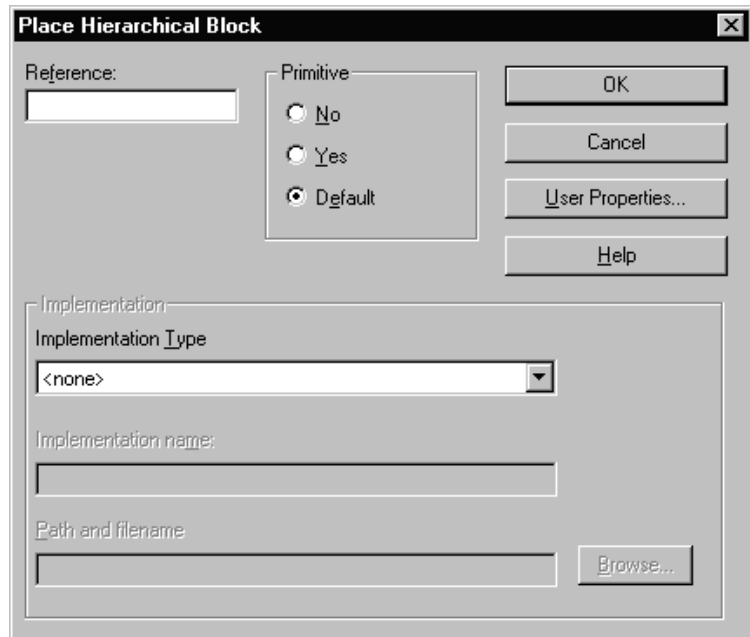 Place Hierarchical Block
Reference:
Primitive
No
Yes
Default
OK
Cancel
User Properties...
Help
Implementation
Implementation Type
<none>
Implementation name:
Path and filename
Browse...